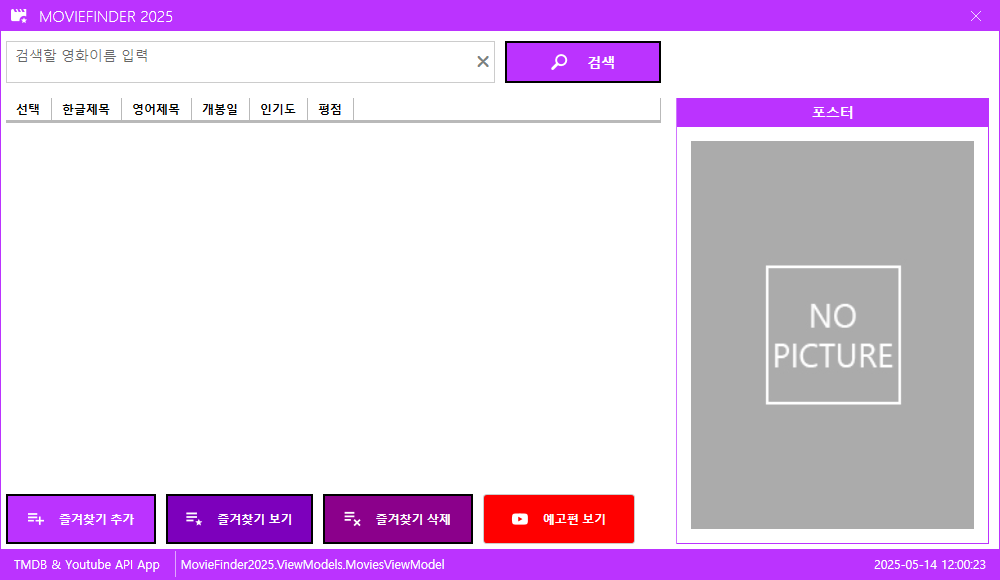 MOVIEFINDER 2025
검색할 영화이름 입력
검색
선택 한글제목 영어제목 개봉일 인기도 평점
포스터
NO
PICTURE
즐겨찾기 추가 즐겨찾기 보기 즐겨찾기 삭제 예고편 보기
TMDB & Youtube API App MovieFinder2025.ViewModels.MoviesViewModel 2025-05-14 12:00:23